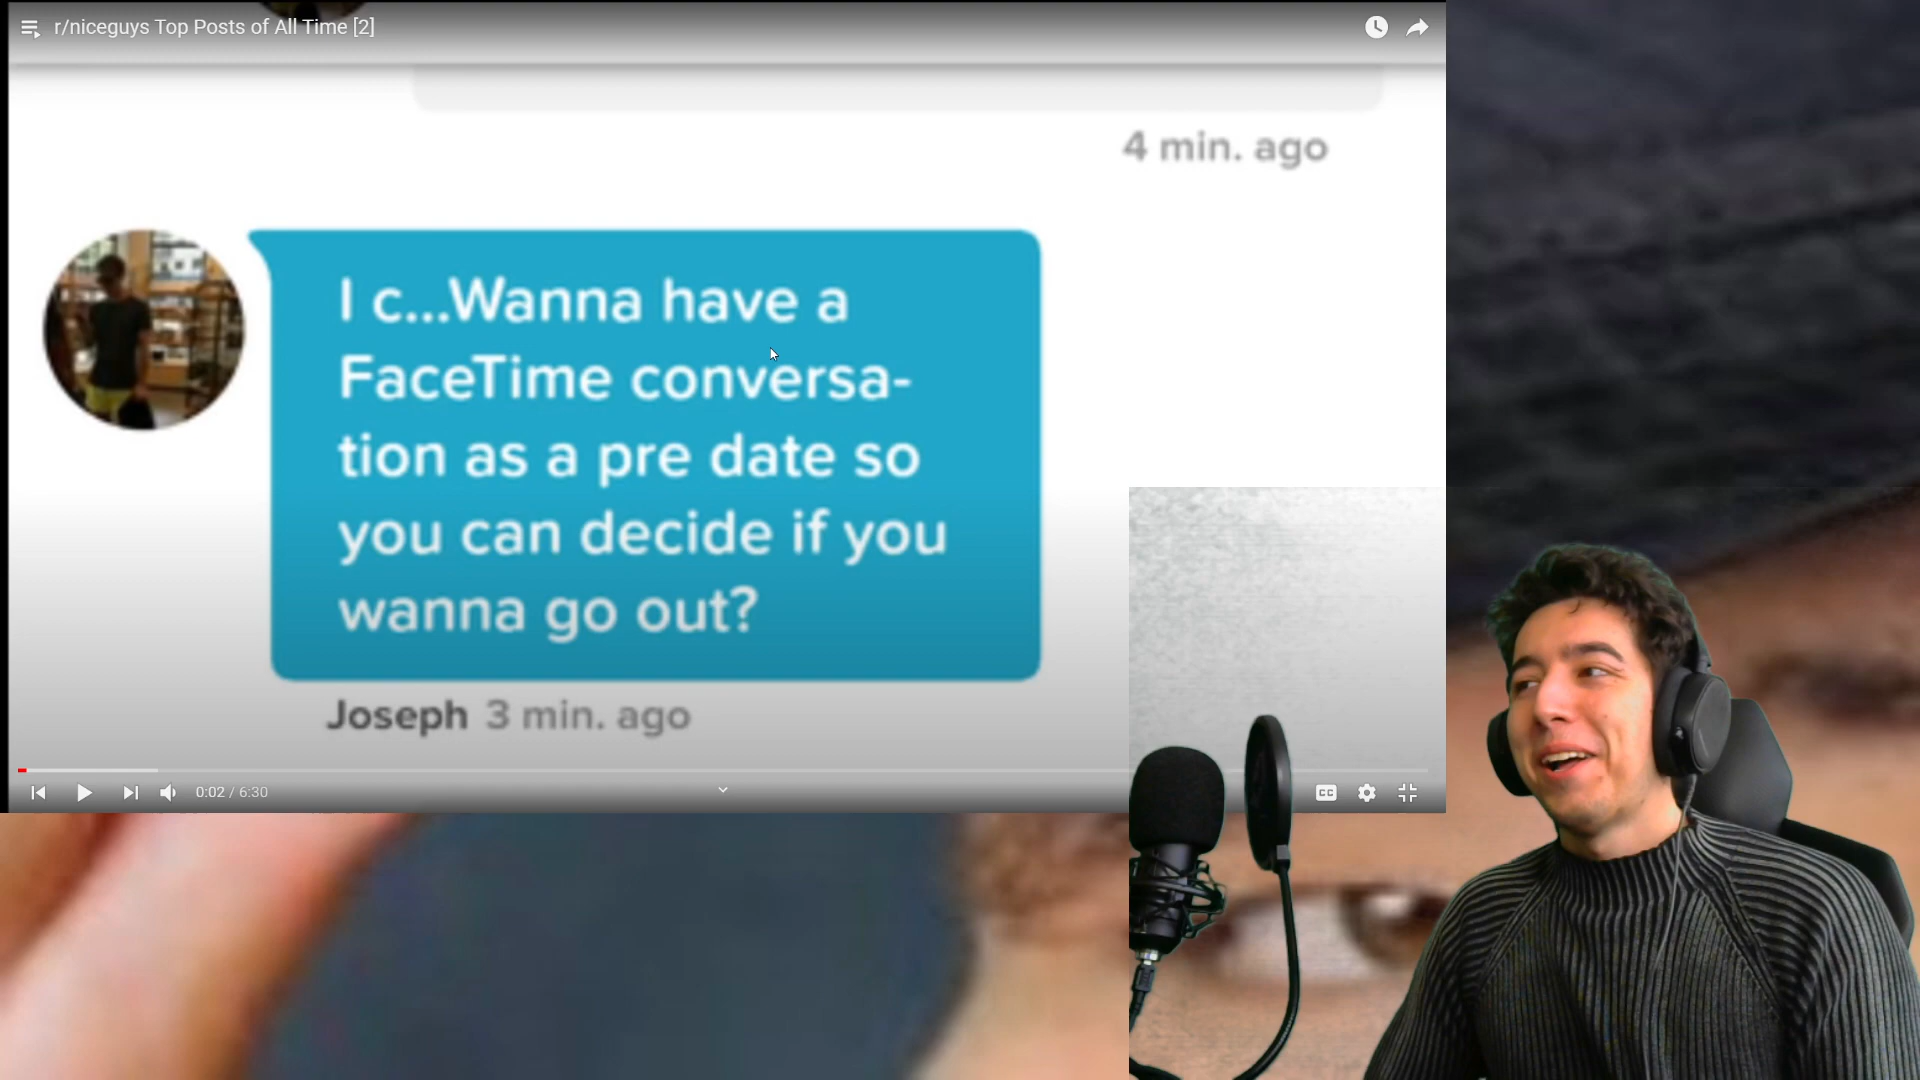 r/niceguys Top Posts of All Time [2]
4 min. ago
I c...Wanna have a
FaceTime conversa-
tion as a pre date so
you can decide if you
wanna go out?
Joseph 3 min. ago
0:02 / 6:30
CC